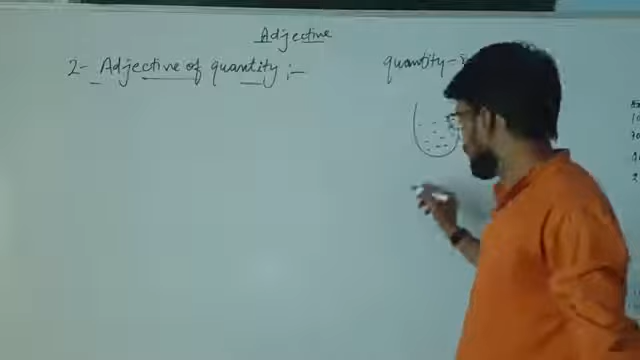 Adjective
2- Adjective of quantity :-
quantity -